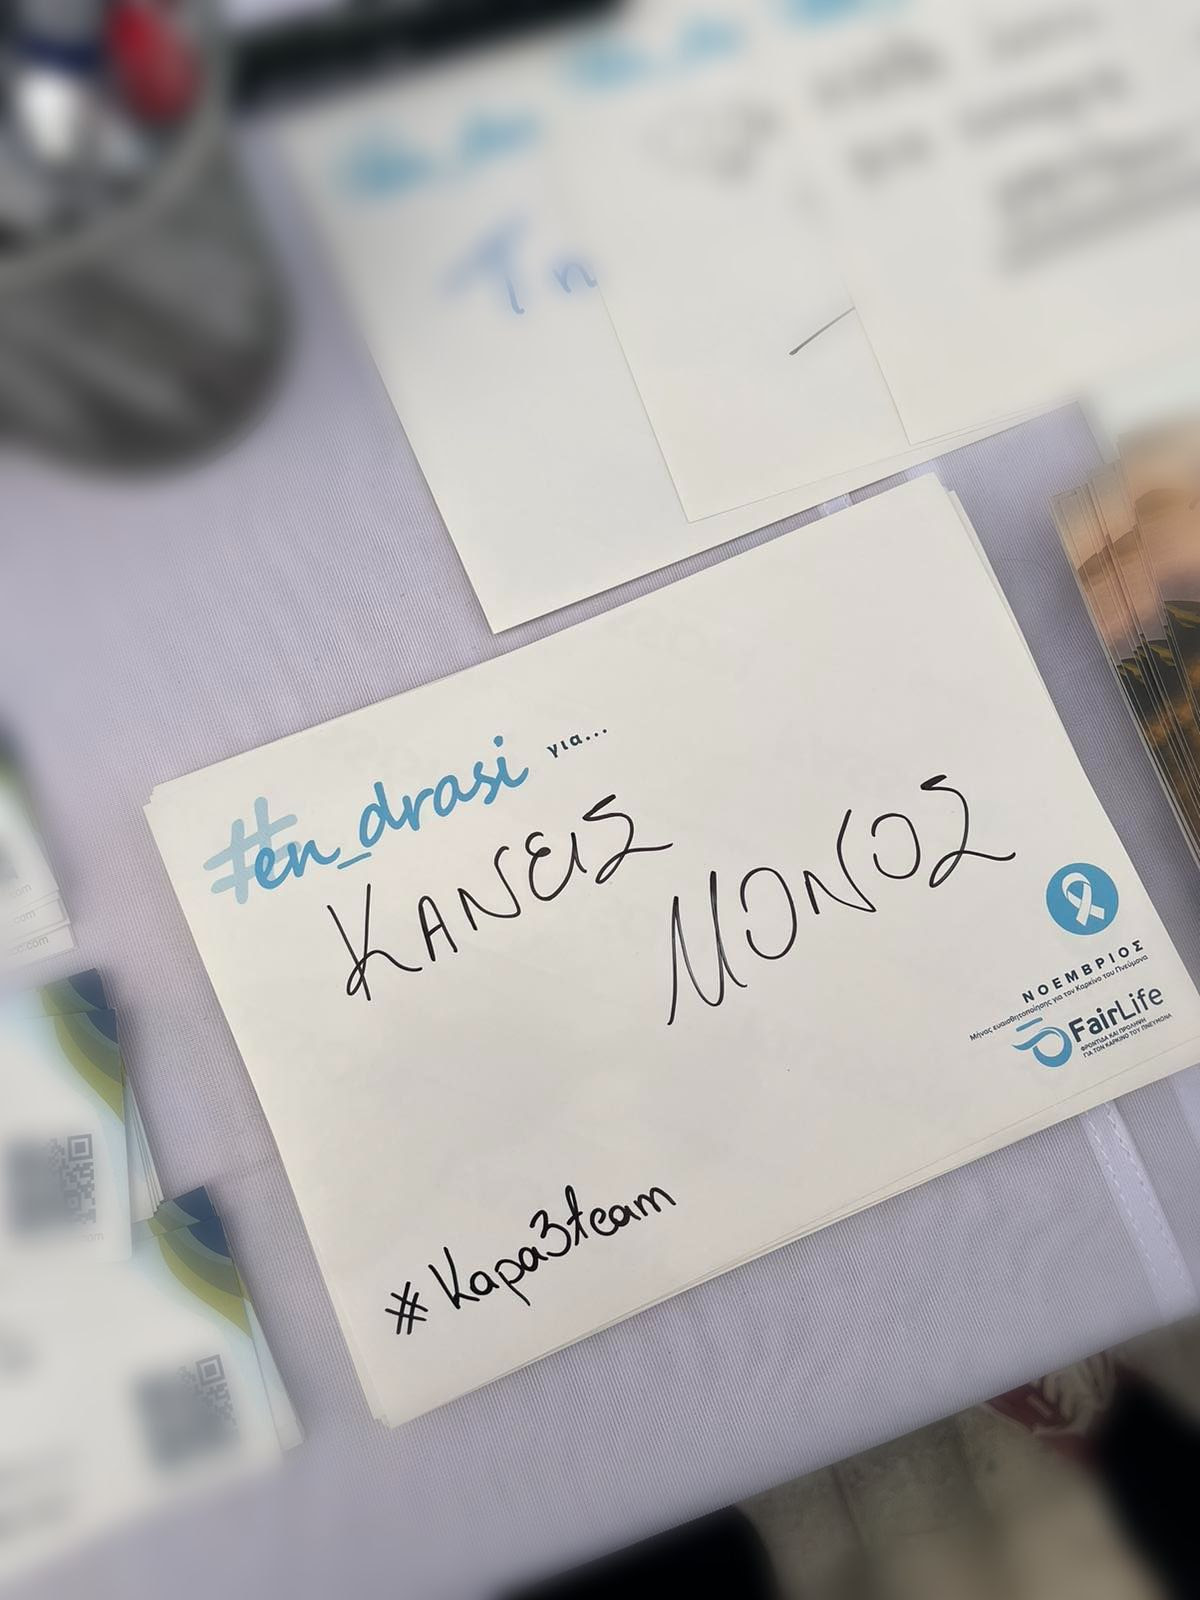 Tn
#en_drasi για...
ΚΑΝΕΙΣ ΜΟΝΟΣ
ΝΟΕΜΒΡΙΟΣ
Μήνας ευαισθητοποίησης για τον Καρκίνο του Πνεύμονα
FairLife
ΦΡΟΝΤΙΔΑ ΚΑΙ ΠΡΟΛΗΨΗ
ΓΙΑ ΤΟΝ ΚΑΡΚΙΝΟ ΤΟΥ ΠΝΕΥΜΟΝΑ
#Kapa3team